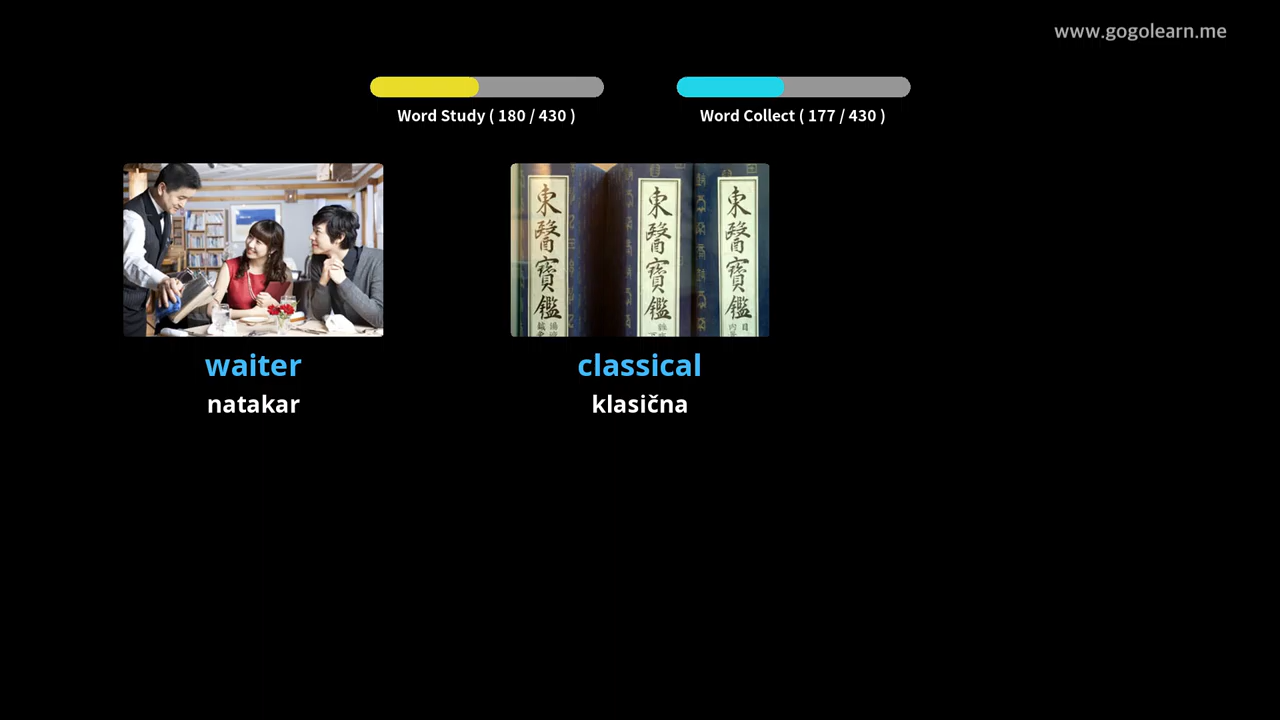 www.gogolearn.me
Word Study ( 180 / 430 )
Word Collect ( 177 / 430 )
東醫寶鑑
東醫寶鑑
東醫寶鑑
waiter
classical
natakar
klasična